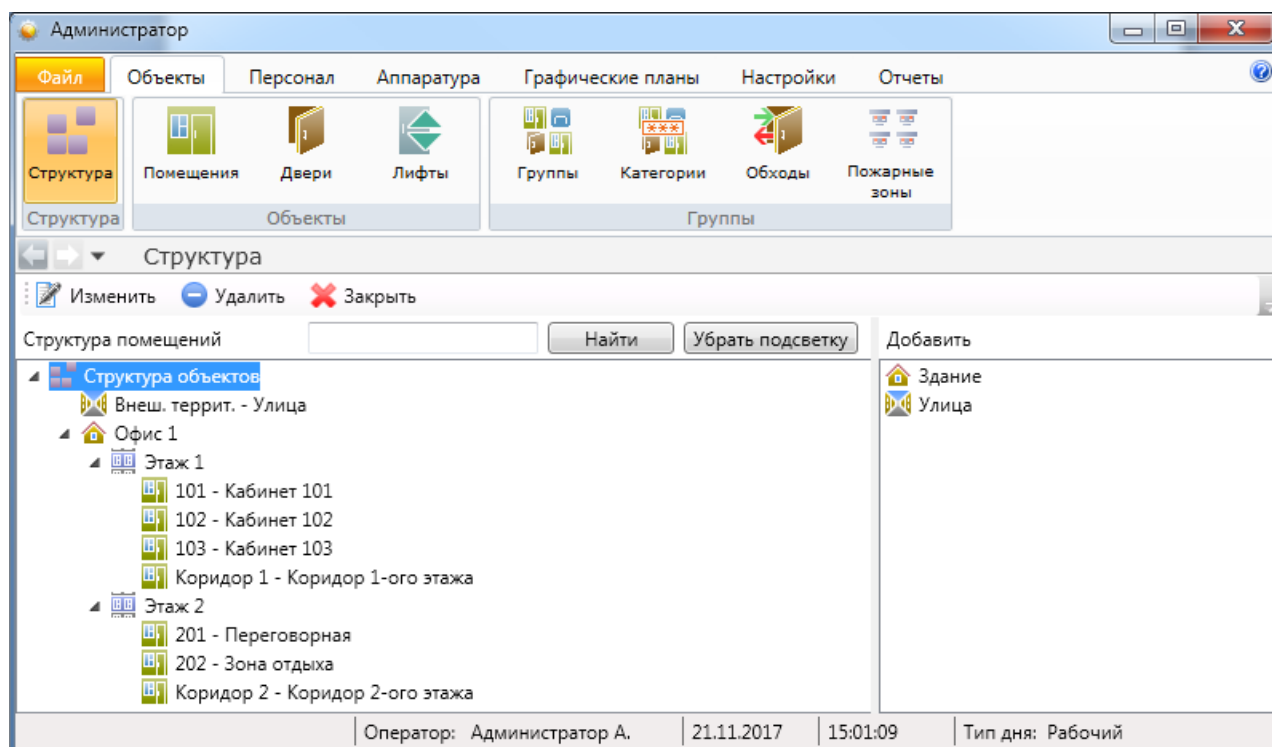 Администратор
Файл Объекты Персонал Аппаратура Графические планы Настройки Отчеты
Структура Помещения Двери Лифты Группы Категории Обходы Пожарные зоны
Структура Объекты Группы
Структура
Изменить Удалить Закрыть
Структура помещений Найти Убрать подсветку Добавить
Структура объектов
Внеш. террит. - Улица
Офис 1
Этаж 1
101 - Кабинет 101
102 - Кабинет 102
103 - Кабинет 103
Коридор 1 - Коридор 1-ого этажа
Этаж 2
201 - Переговорная
202 - Зона отдыха
Коридор 2 - Коридор 2-ого этажа
Здание
Улица
Оператор: Администратор А. 21.11.2017 15:01:09 Тип дня: Рабочий